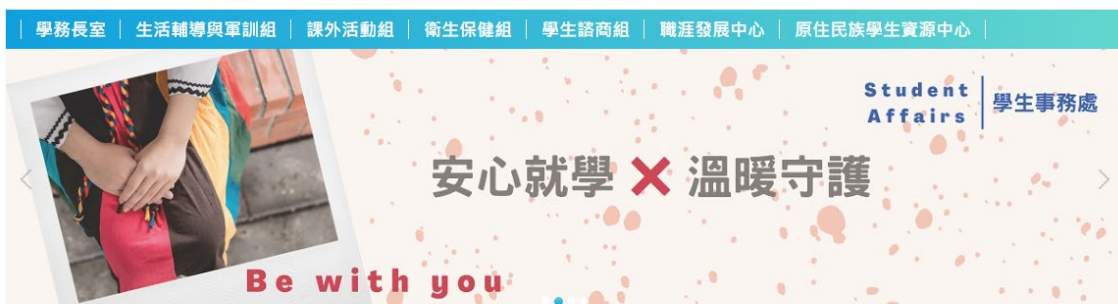 學務長室 | 生活輔導與軍訓組 | 課外活動組 | 衛生保健組 | 學生諮商組 | 職涯發展中心 | 原住民族學生資源中心
Student
Affairs
學生事務處
安心就學 × 溫暖守護
Be with you